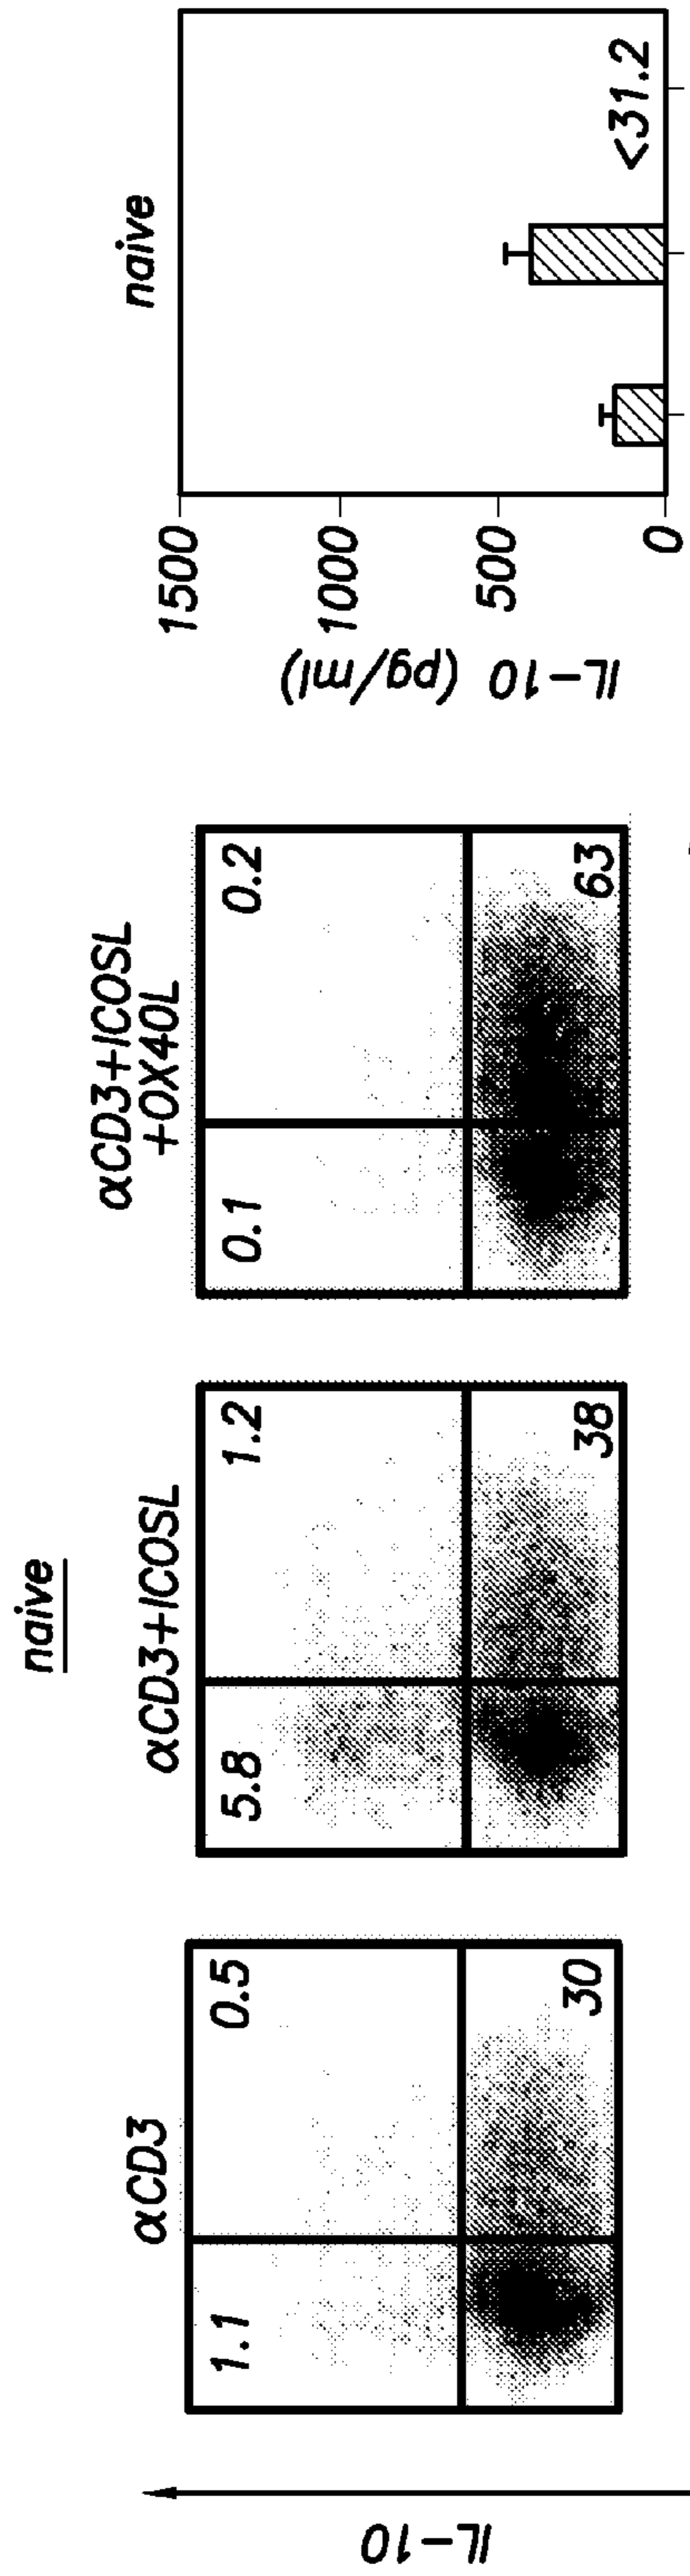 naive
αCD3
αCD3+ICOSL
αCD3+ICOSL
+OX40L
1.1
0.5
30
5.8
1.2
38
0.1
0.2
63
IL-10
naive
1500
1000
500
0
IL-10 (pg/ml)
<31.2